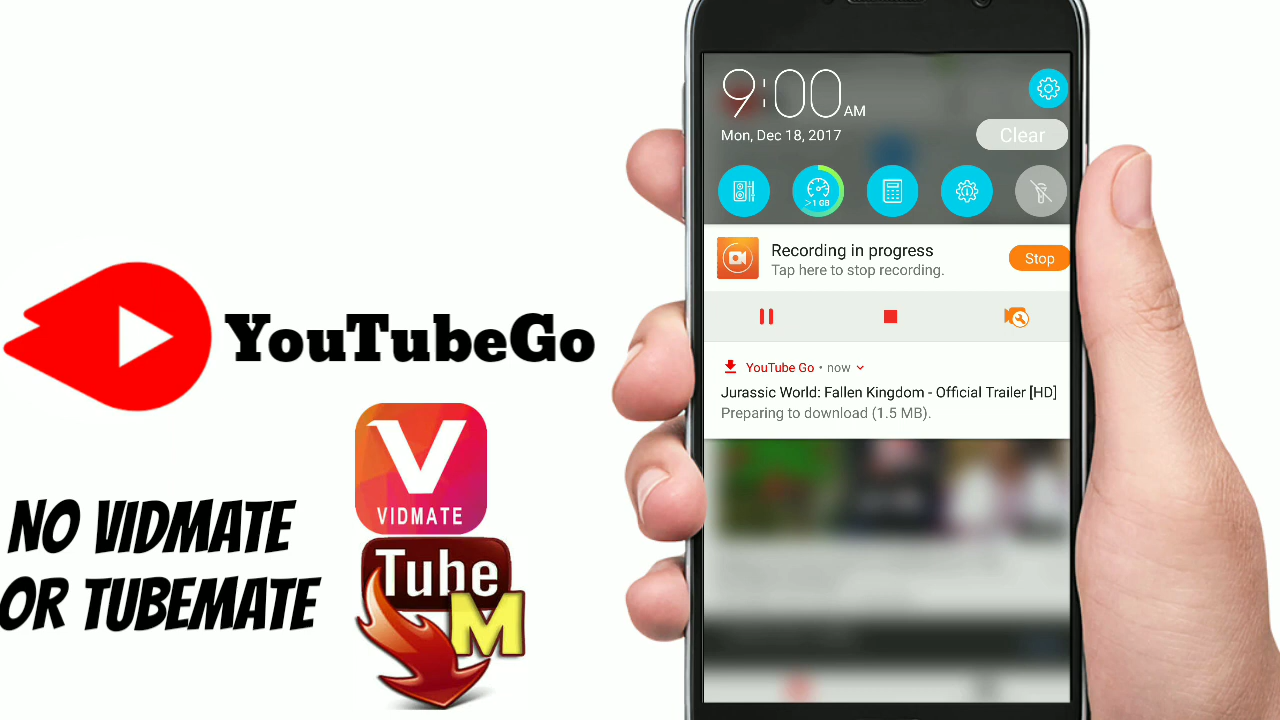 YouTubeGo
VIDMATE
NO VIDMATE
OR TUBEMATE
Tube
M
9:00 AM
Mon, Dec 18, 2017
Clear
>1 GB
Recording in progress
Tap here to stop recording.
Stop
YouTube Go • now
Jurassic World: Fallen Kingdom - Official Trailer [HD]
Preparing to download (1.5 MB).